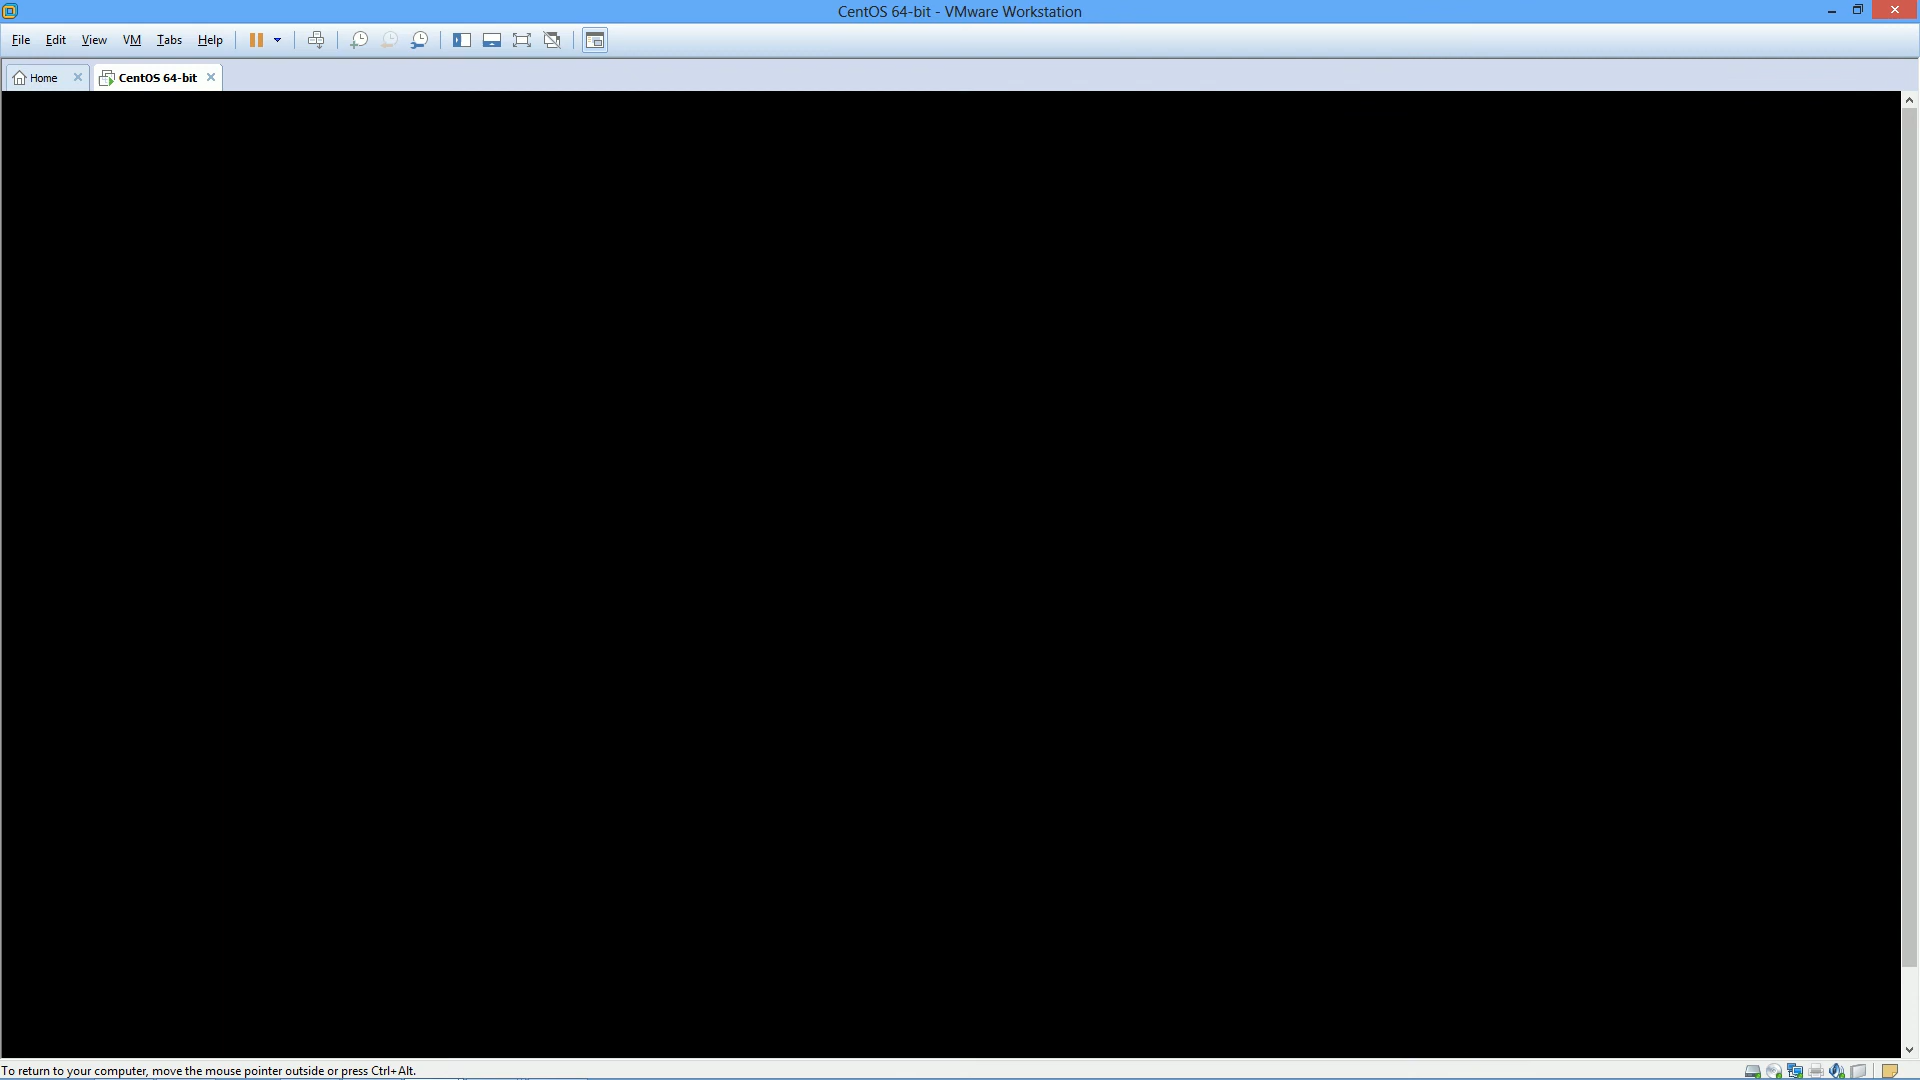 CentOS 64-bit - VMware Workstation
File Edit View VM Tabs Help
Home CentOS 64-bit
To return to your computer, move the mouse pointer outside or press Ctrl+Alt.